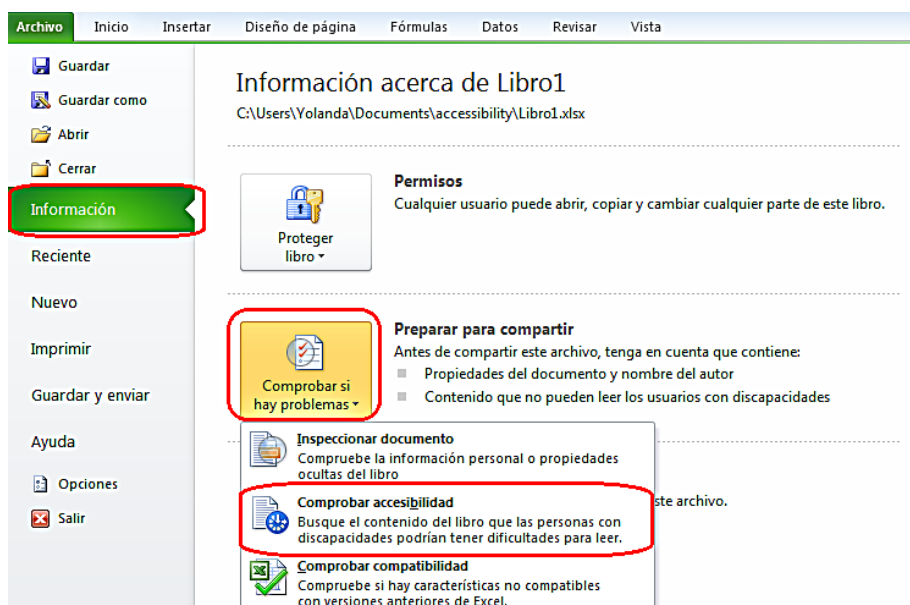 Archivo Inicio Insertar Diseño de página Fórmulas Datos Revisar Vista
Guardar
Guardar como
Abrir
Cerrar
Información
Reciente
Nuevo
Imprimir
Guardar y enviar
Ayuda
Opciones
Salir
Información acerca de Libro1
C:\Users\Yolanda\Documents\accessibility\Libro1.xlsx
Proteger
libro
Permisos
Cualquier usuario puede abrir, copiar y cambiar cualquier parte de este libro.
Comprobar si
hay problemas
Preparar para compartir
Antes de compartir este archivo, tenga en cuenta que contiene:
Propiedades del documento y nombre del autor
Contenido que no pueden leer los usuarios con discapacidades
Inspeccionar documento
Compruebe la información personal o propiedades
ocultas del libro
Comprobar accesibilidad
Busque el contenido del libro que las personas con
discapacidades podrían tener dificultades para leer.
ste archivo.
Comprobar compatibilidad
Compruebe si hay características no compatibles
con versiones anteriores de Excel.